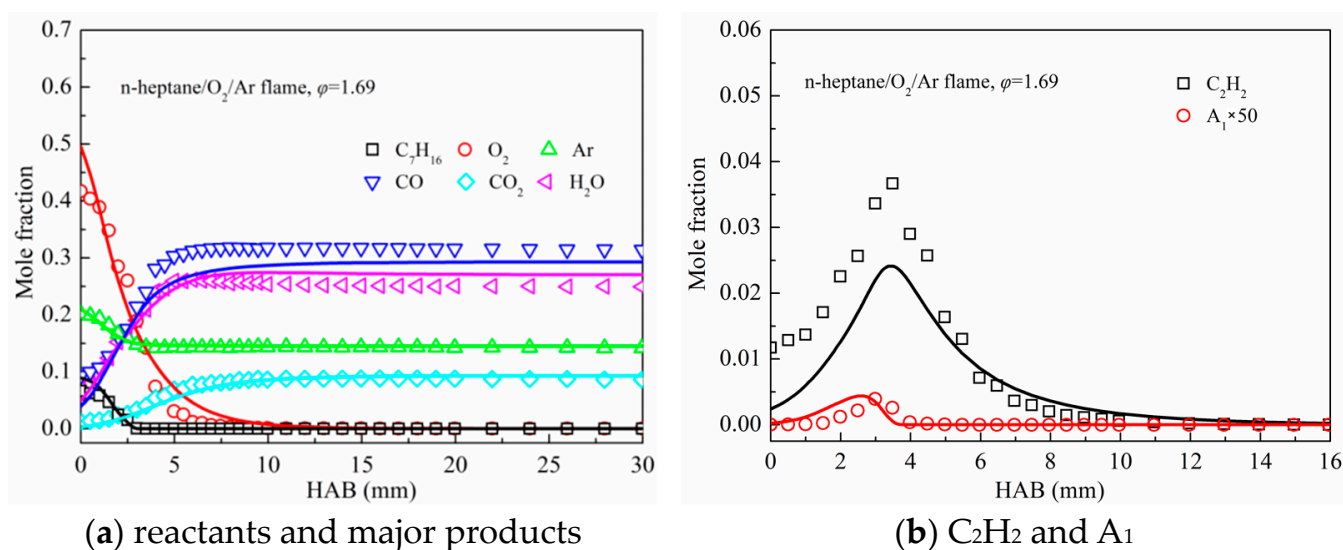 0.7
0.6
0.5
0.4
0.3
0.2
0.1
0.0
Mole fraction
n-heptane/O₂/Ar flame, φ=1.69
C₇H₁₆ O₂ Ar
CO CO₂ H₂O
0 5 10 15 20 25 30
HAB (mm)
(a) reactants and major products
0.06
0.05
0.04
0.03
0.02
0.01
0.00
Mole fraction
n-heptane/O₂/Ar flame, φ=1.69
C₂H₂
A₁×50
0 2 4 6 8 10 12 14 16
HAB (mm)
(b) C₂H₂ and A₁